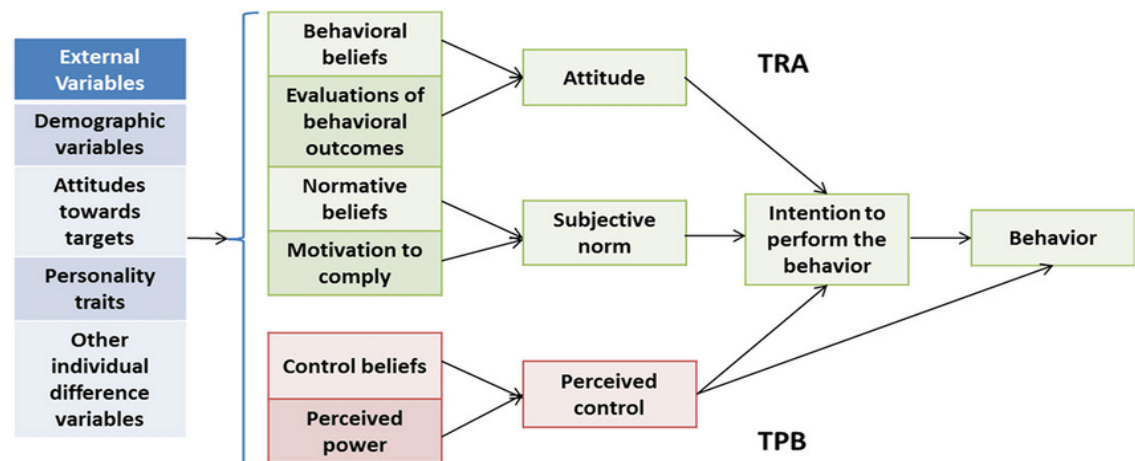 External
Variables
Demographic
variables
Attitudes
towards
targets
Personality
traits
Other
individual
difference
variables
Behavioral
beliefs
Evaluations of
behavioral
outcomes
Normative
beliefs
Motivation to
comply
Control beliefs
Perceived
power
Attitude
Subjective
norm
Perceived
control
TRA
Intention to
perform the
behavior
Behavior
TPB